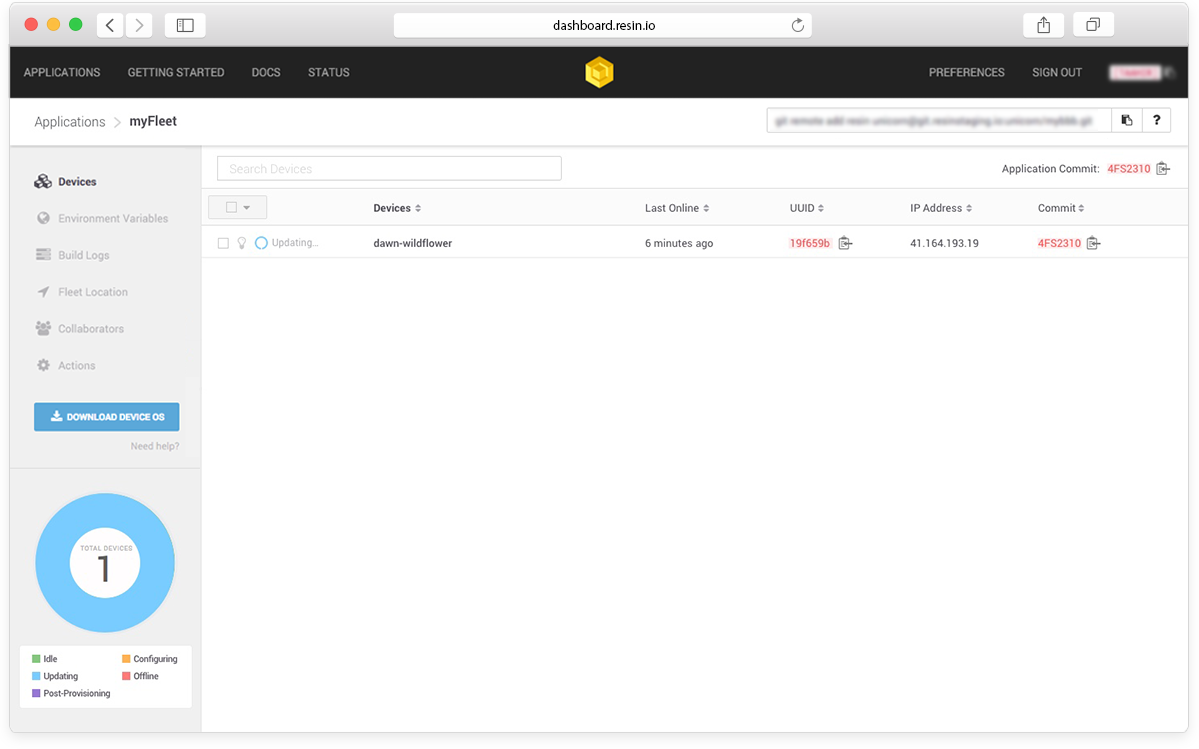 dashboard.resin.io
APPLICATIONS GETTING STARTED DOCS STATUS PREFERENCES SIGN OUT
Applications > myFleet ?
Devices
Environment Variables
Build Logs
Fleet Location
Collaborators
Actions
DOWNLOAD DEVICE OS
Need help?
TOTAL DEVICES
1
Idle Configuring
Updating Offline
Post-Provisioning
Search Devices Application Commit: 4FS2310
Devices Last Online UUID IP Address Commit
Updating... dawn-wildflower 6 minutes ago 19f659b 41.164.193.19 4FS2310